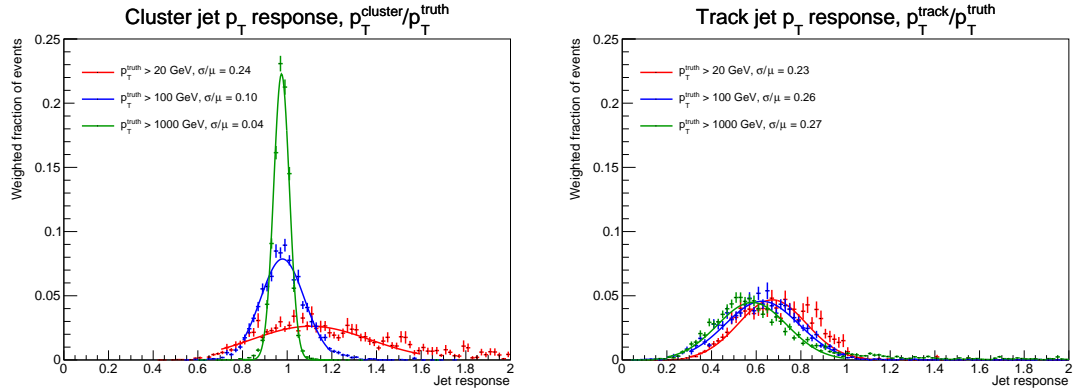 Cluster jet p_T response, p_T^cluster/p_T^truth
Weighted fraction of events
0.25
0.2
0.15
0.1
0.05
0
p_T^truth > 20 GeV, σ/μ = 0.24
p_T^truth > 100 GeV, σ/μ = 0.10
p_T^truth > 1000 GeV, σ/μ = 0.04
0 0.2 0.4 0.6 0.8 1 1.2 1.4 1.6 1.8 2
Jet response
Track jet p_T response, p_T^track/p_T^truth
Weighted fraction of events
0.25
0.2
0.15
0.1
0.05
0
p_T^truth > 20 GeV, σ/μ = 0.23
p_T^truth > 100 GeV, σ/μ = 0.26
p_T^truth > 1000 GeV, σ/μ = 0.27
0 0.2 0.4 0.6 0.8 1 1.2 1.4 1.6 1.8 2
Jet response